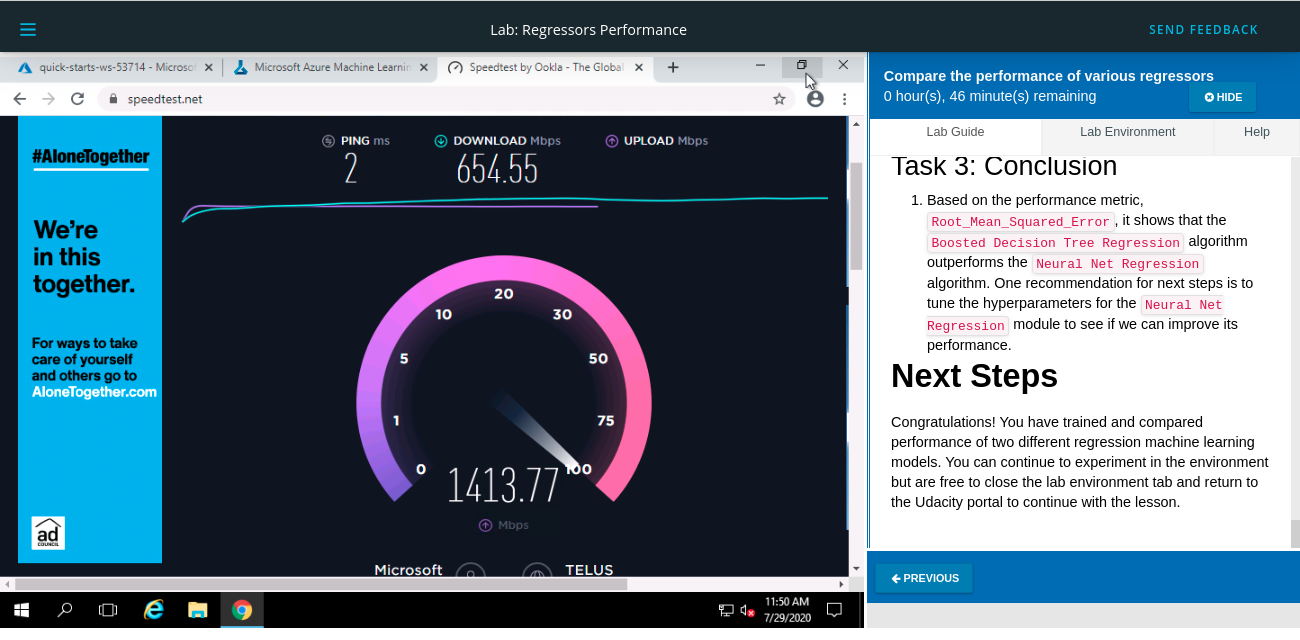 Lab: Regressors Performance
SEND FEEDBACK
quick-starts-ws-53714 - Microsof
Microsoft Azure Machine Learnin
Speedtest by Ookla - The Global
speedtest.net
#AloneTogether
We're
in this
together.
For ways to take
care of yourself
and others go to
AloneTogether.com
ad
COUNCIL
PING ms
2
DOWNLOAD Mbps
654.55
UPLOAD Mbps
0
1
5
10
20
30
50
75
100
1413.77
Mbps
Microsoft
TELUS
11:50 AM
7/29/2020
Compare the performance of various regressors
0 hour(s), 46 minute(s) remaining
HIDE
Lab Guide
Lab Environment
Help
Task 3: Conclusion
1. Based on the performance metric,
Root_Mean_Squared_Error, it shows that the
Boosted Decision Tree Regression algorithm
outperforms the Neural Net Regression
algorithm. One recommendation for next steps is to
tune the hyperparameters for the Neural Net
Regression module to see if we can improve its
performance.
Next Steps
Congratulations! You have trained and compared
performance of two different regression machine learning
models. You can continue to experiment in the environment
but are free to close the lab environment tab and return to
the Udacity portal to continue with the lesson.
PREVIOUS